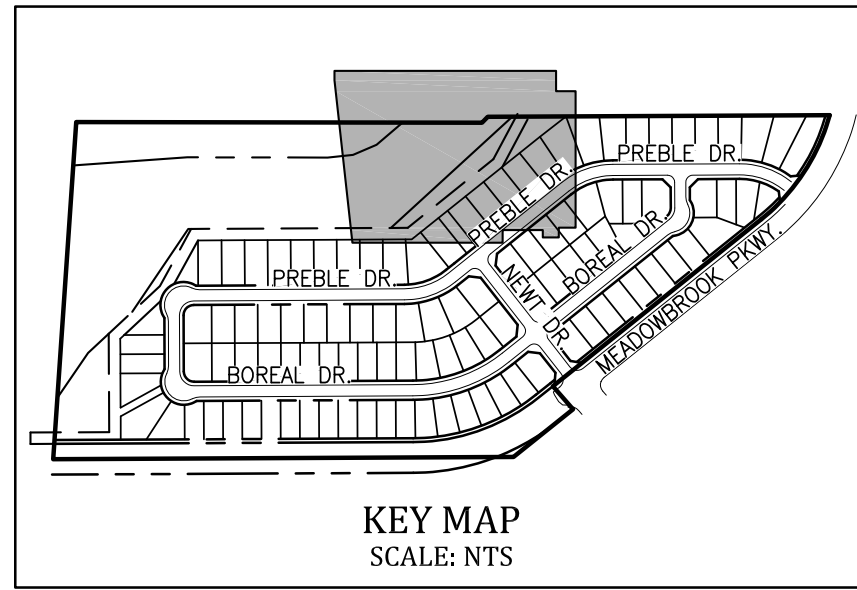 PREBLE DR.
PREBLE DR.
BOREAL DR.
PREBLE DR.
NEWT DR.
MEADOWBROOK PKWY.
BOREAL DR.
KEY MAP
SCALE: NTS